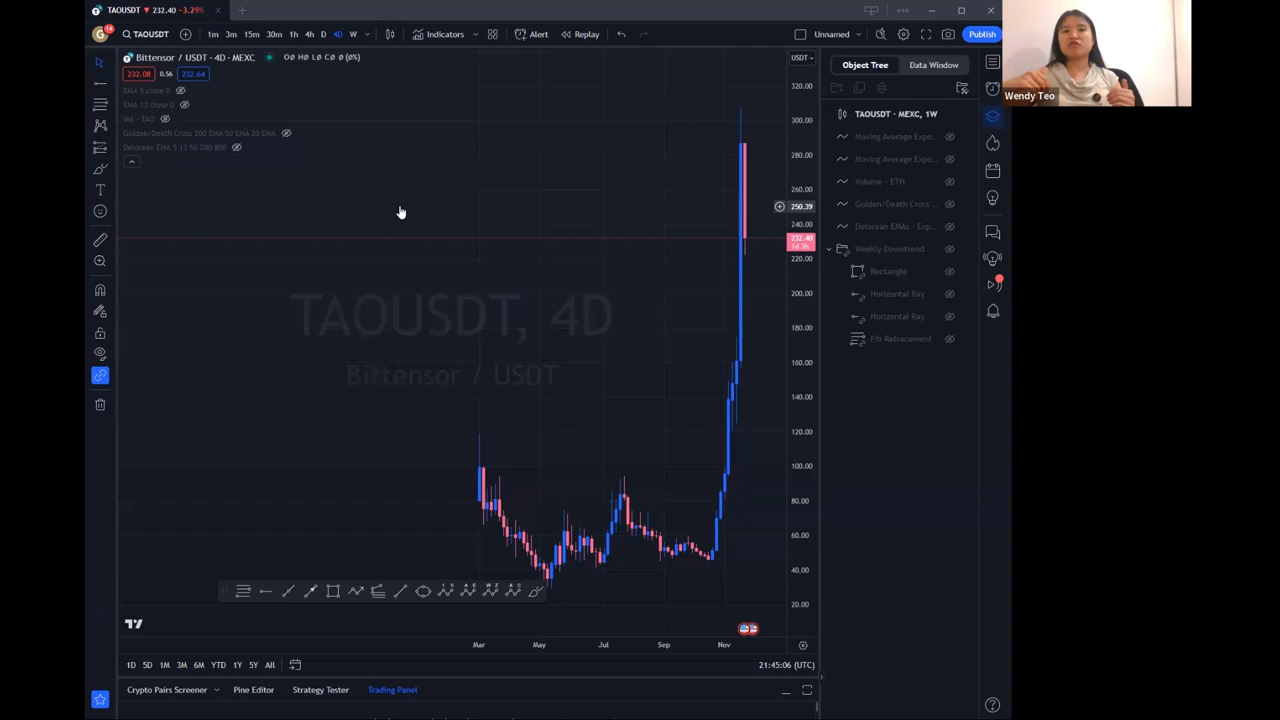 TAOUSDT 232.40 -3.29%
TAOUSDT
1m 3m 15m 30m 1h 4h D 4D W
Indicators
Alert
Replay
Unnamed
Publish
Wendy Teo
Bittensor / USDT · 4D · MEXC
O0 H0 L0 C0 0 (0%)
232.08 0.56 232.64
EMA 5 close 0
EMA 12 close 0
Vol · TAO
Golden/Death Cross 200 EMA 50 EMA 20 EMA
Delorean EMA 5 13 50 200 800
TAOUSDT, 4D
Bittensor / USDT
USDT
320.00
300.00
280.00
260.00
250.39
240.00
232.40
1d 3h
220.00
200.00
180.00
160.00
140.00
120.00
100.00
80.00
60.00
40.00
20.00
Mar May Jul Sep Nov
Object Tree Data Window
TAOUSDT · MEXC, 1W
Moving Average Expo...
Moving Average Expo...
Volume - ETH
Golden/Death Cross ...
Delorean EMAs - Exp...
Weekly Downtrend
Rectangle
Horizontal Ray
Horizontal Ray
Fib Retracement
1D 5D 1M 3M 6M YTD 1Y 5Y All
21:45:06 (UTC)
Crypto Pairs Screener Pine Editor Strategy Tester Trading Panel